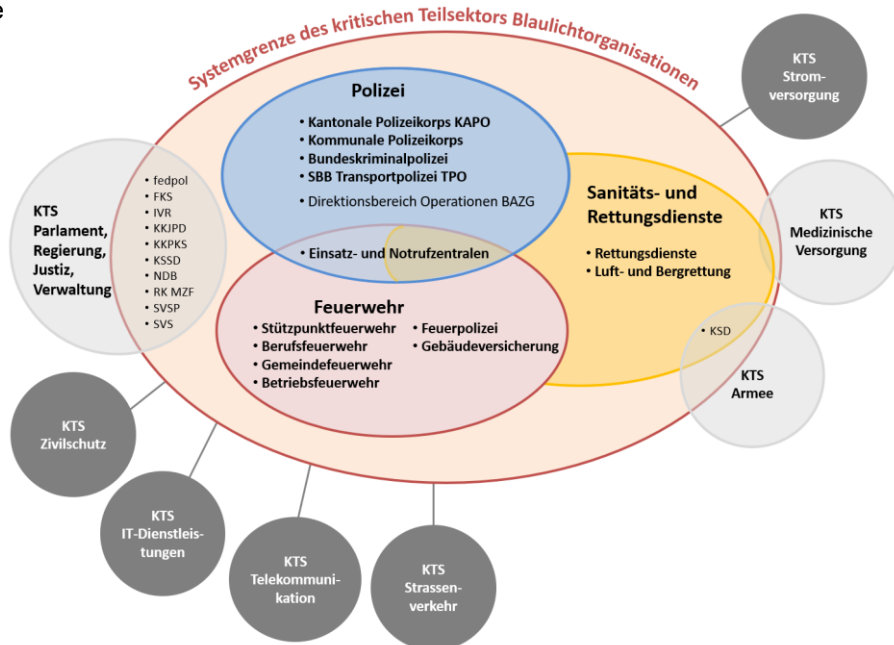 e
Systemgrenze des kritischen Teilsektors Blaulichtorganisationen
KTS
Strom-
versorgung
Polizei
• Kantonale Polizeikorps KAPO
• Kommunale Polizeikorps
• Bundeskriminalpolizei
• SBB Transportpolizei TPO
• Direktionsbereich Operationen BAZG
KTS
Parlament,
Regierung,
Justiz,
Verwaltung
• fedpol
• FKS
• IVR
• KKJPD
• KKPKS
• KSSD
• NDB
• RK MZF
• SVSP
• SVS
Sanitäts- und
Rettungsdienste
• Rettungsdienste
• Luft- und Bergrettung
KTS
Medizinische
Versorgung
• Einsatz- und Notrufzentralen
Feuerwehr
• Stützpunktfeuerwehr
• Berufsfeuerwehr
• Gemeindefeuerwehr
• Betriebsfeuerwehr
• Feuerpolizei
• Gebäudeversicherung
• KSD
KTS
Armee
KTS
Zivilschutz
KTS
IT-Dienstleis-
tungen
KTS
Telekommuni-
kation
KTS
Strassen-
verkehr